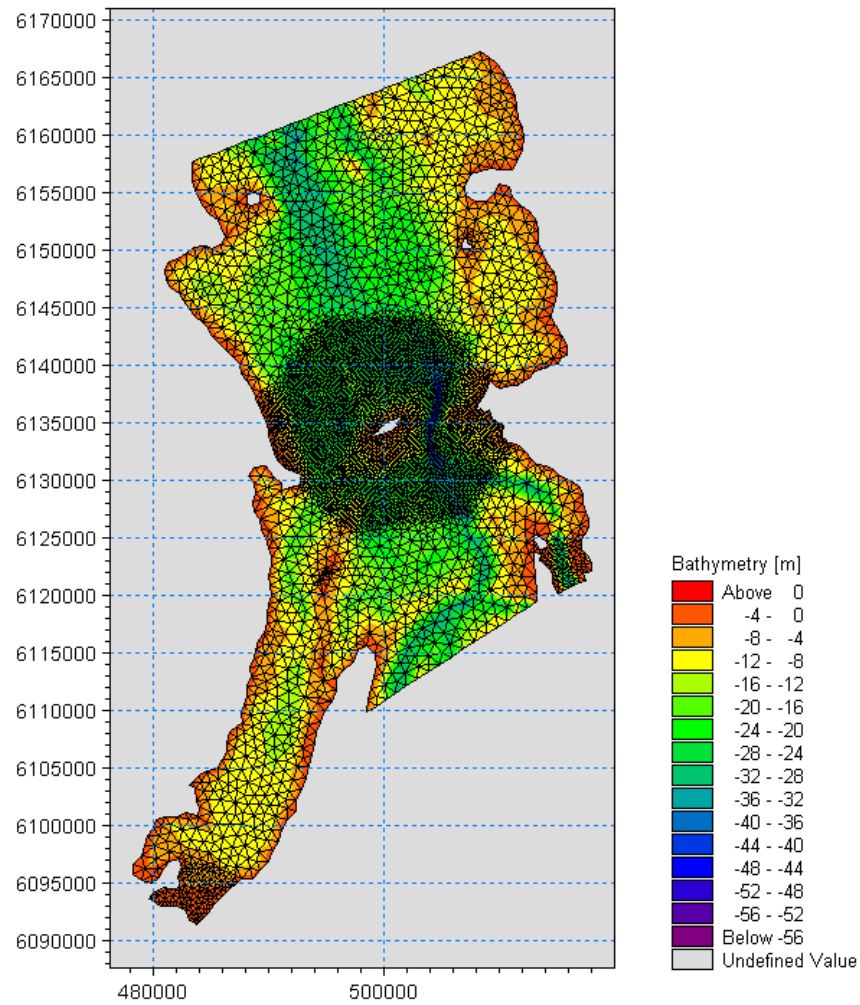 6170000
6165000
6160000
6155000
6150000
6145000
6140000
6135000
6130000
6125000
6120000
6115000
6110000
6105000
6100000
6095000
6090000
480000 500000
Bathymetry [m]
Above 0
-4 - 0
-8 - -4
-12 - -8
-16 - -12
-20 - -16
-24 - -20
-28 - -24
-32 - -28
-36 - -32
-40 - -36
-44 - -40
-48 - -44
-52 - -48
-56 - -52
Below -56
Undefined Value